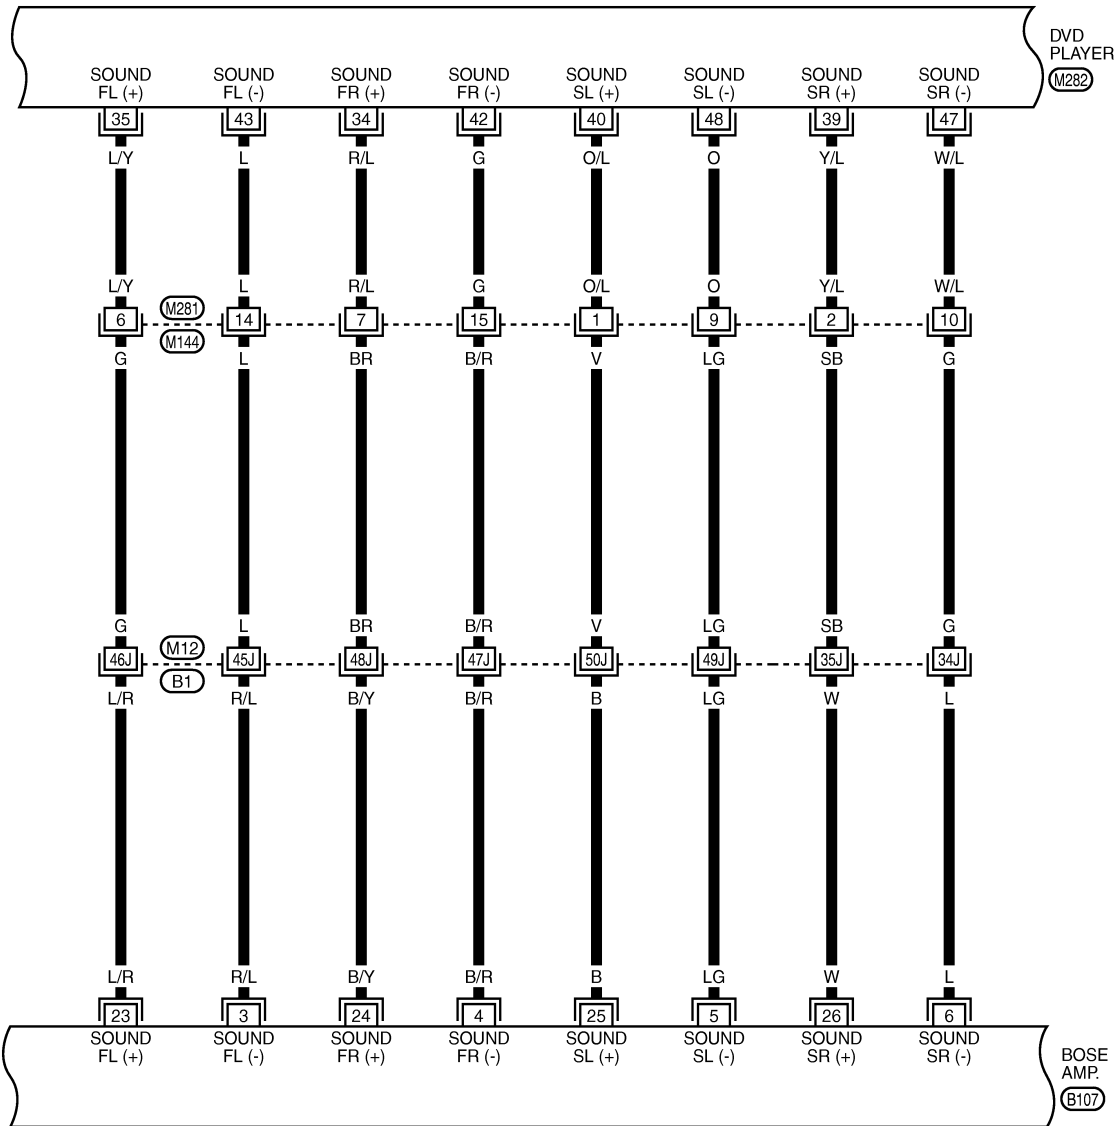 DVD
PLAYER
M282
SOUND SOUND SOUND SOUND SOUND SOUND SOUND SOUND
FL (+) FL (-) FR (+) FR (-) SL (+) SL (-) SR (+) SR (-)
35 43 34 42 40 48 39 47
L/Y L R/L G O/L O Y/L W/L
L/Y L R/L G O/L O Y/L W/L
M281
6 14 7 15 1 9 2 10
M144
G L BR B/R V LG SB G
G L BR B/R V LG SB G
M12
46J 45J 48J 47J 50J 49J 35J 34J
B1
L/R R/L B/Y B/R B LG W L
L/R R/L B/Y B/R B LG W L
23 3 24 4 25 5 26 6
SOUND SOUND SOUND SOUND SOUND SOUND SOUND SOUND
FL (+) FL (-) FR (+) FR (-) SL (+) SL (-) SR (+) SR (-)
BOSE
AMP.
B107